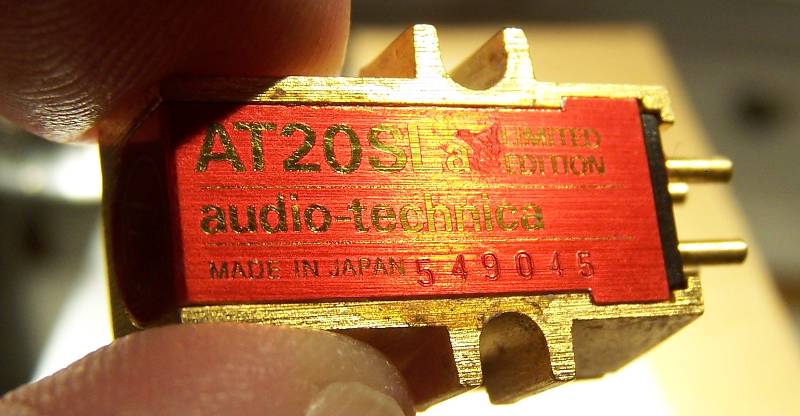 AT20SLa LIMITED EDITION
audio-technica
MADE IN JAPAN 549045